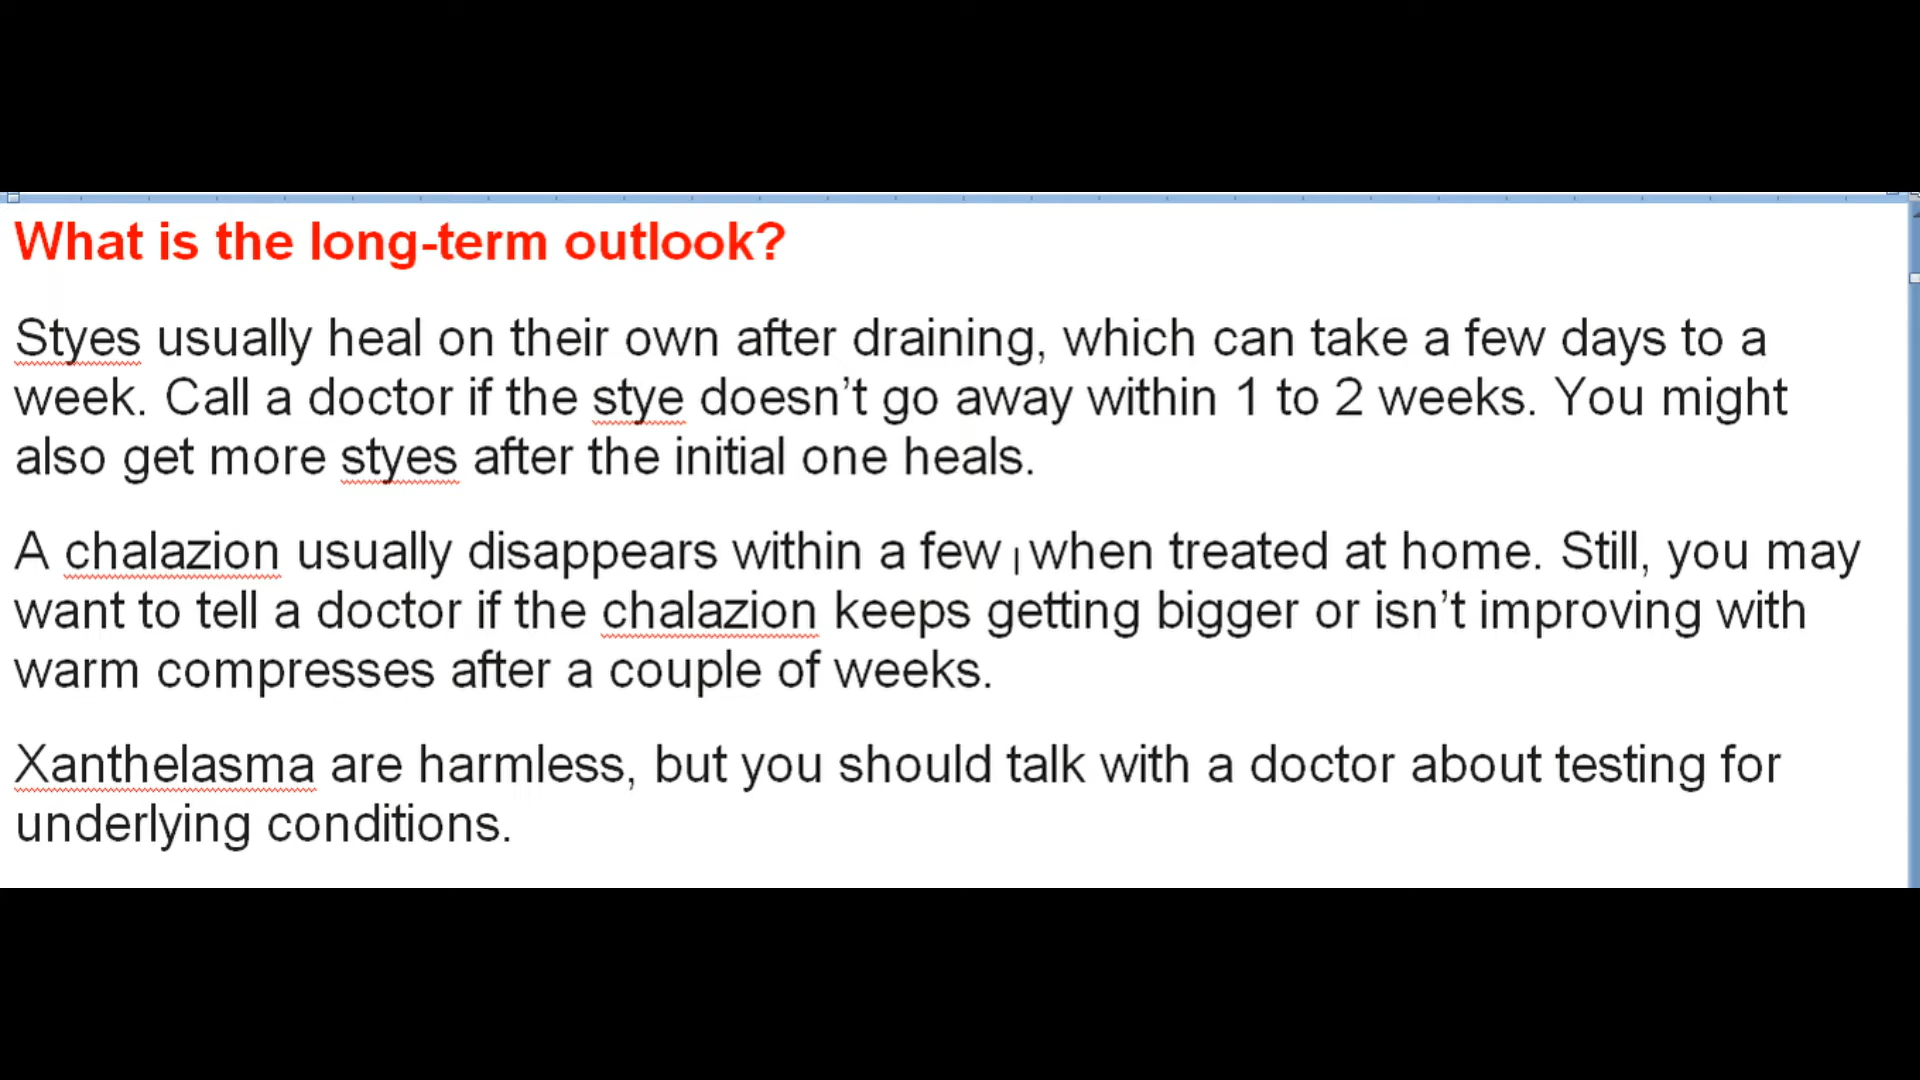 What is the long-term outlook?
Styes usually heal on their own after draining, which can take a few days to a
week. Call a doctor if the stye doesn’t go away within 1 to 2 weeks. You might
also get more styes after the initial one heals.
A chalazion usually disappears within a few when treated at home. Still, you may
want to tell a doctor if the chalazion keeps getting bigger or isn’t improving with
warm compresses after a couple of weeks.
Xanthelasma are harmless, but you should talk with a doctor about testing for
underlying conditions.